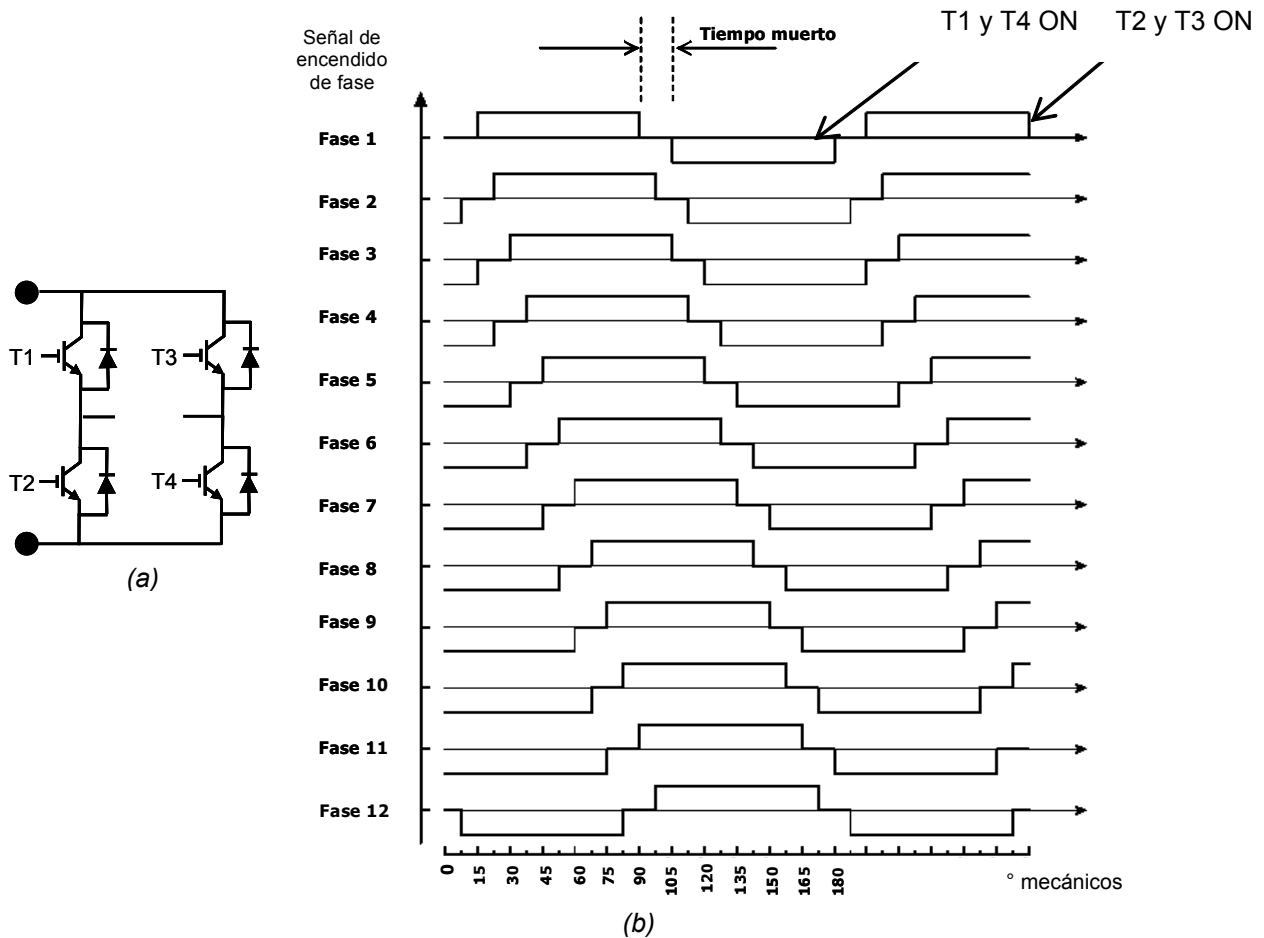 T1 y T4 ON
T2 y T3 ON
Tiempo muerto
Señal de
encendido
de fase
Fase 1
Fase 2
Fase 3
Fase 4
Fase 5
Fase 6
Fase 7
Fase 8
Fase 9
Fase 10
Fase 11
Fase 12
T1
T3
T2
T4
(a)
0 15 30 45 60 75 90 105 120 135 150 165 180
° mecánicos
(b)